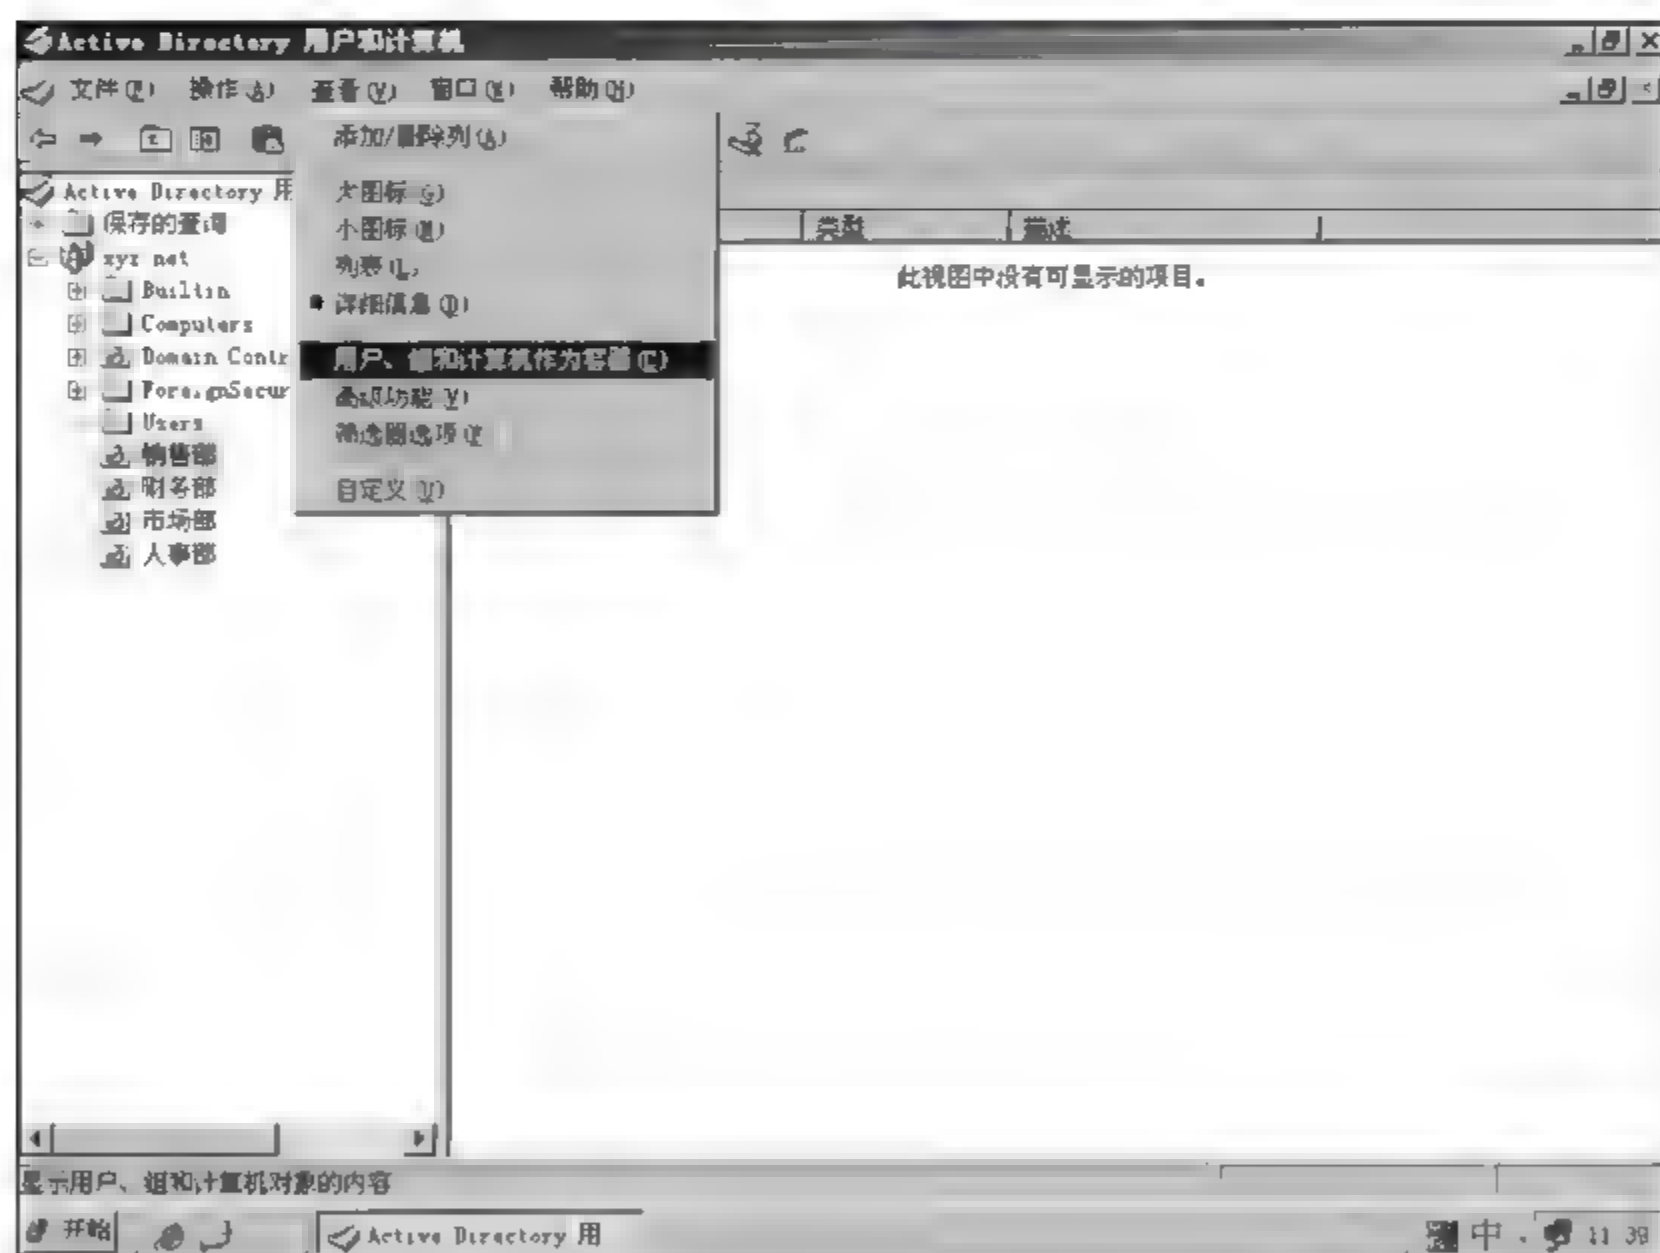 Active Directory 用户和计算机
文件(F) 操作(A) 查看(V) 窗口(W) 帮助(H)
添加/删除列(A)
大图标(G)
小图标(M)
列表(L)
详细信息(D)
用户、组和计算机作为容器(C)
高级功能(V)
筛选器选项(F)
自定义(U)
Active Directory 用
保存的查询
xyz net
Builtin
Computers
Domain Contr
ForeignSecur
Users
销售部
财务部
市场部
人事部
类型 描述
此视图中没有可显示的项目。
显示用户、组和计算机对象的内容
开始 Active Directory 用 中 11 39